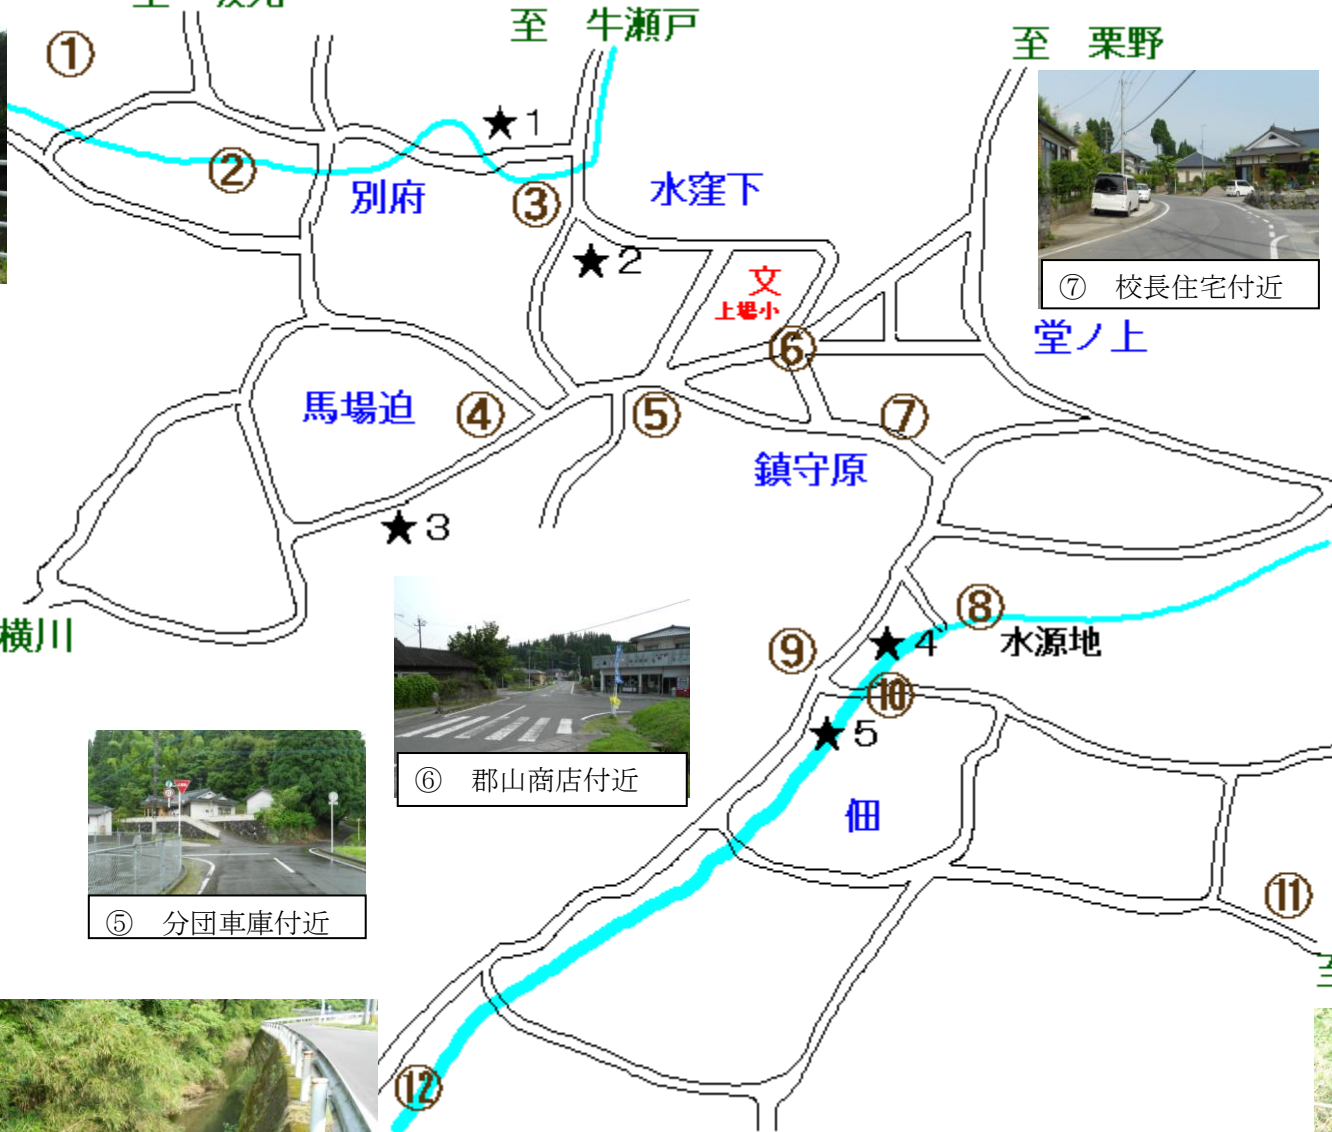 至
至　牛瀬戸
至　栗野
①
★1
②
別府
③
水窪下
★2
文
上場小
⑦　校長住宅付近
堂ノ上
⑥
馬場迫
④
⑤
⑦
鎮守原
★3
横川
⑧
★4
水源地
⑨
⑩
★5
⑥　郡山商店付近
佃
⑤　分団車庫付近
⑪
至
⑫